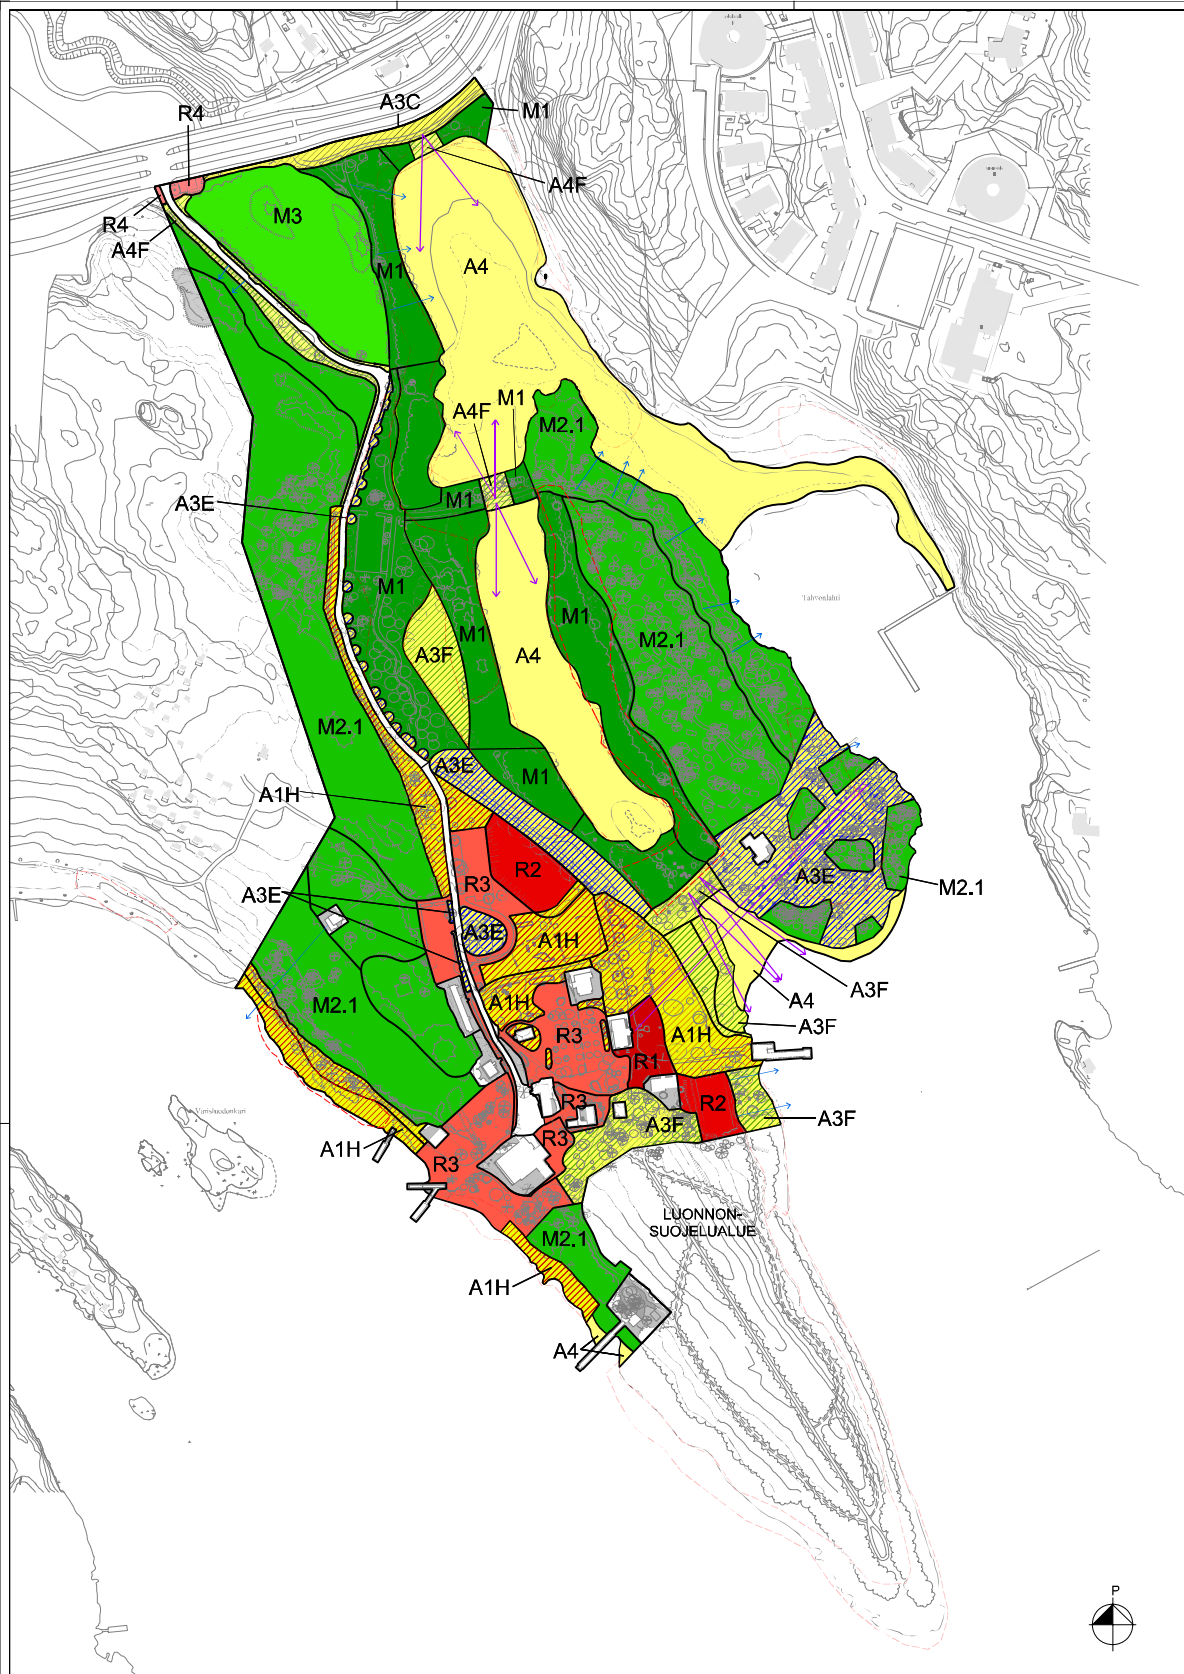 A3C
M1
R4
A4F
M3
R4
A4F
A4
M1
A4F
M1
M2.1
M1
A3E
Tahvonlahti
M1
M1
M1
A3F
A4
M2.1
M2.1
A3E
M1
A1H
R3
R2
A3E
M2.1
A3E
A3E
A1H
A3F
M2.1
A1H
A4
A3F
R3
A1H
R1
R3
R2
A3F
A3F
Varisluodonkari
A1H
R3
R3
LUONNON-
SUOJELUALUE
M2.1
A1H
A4
P